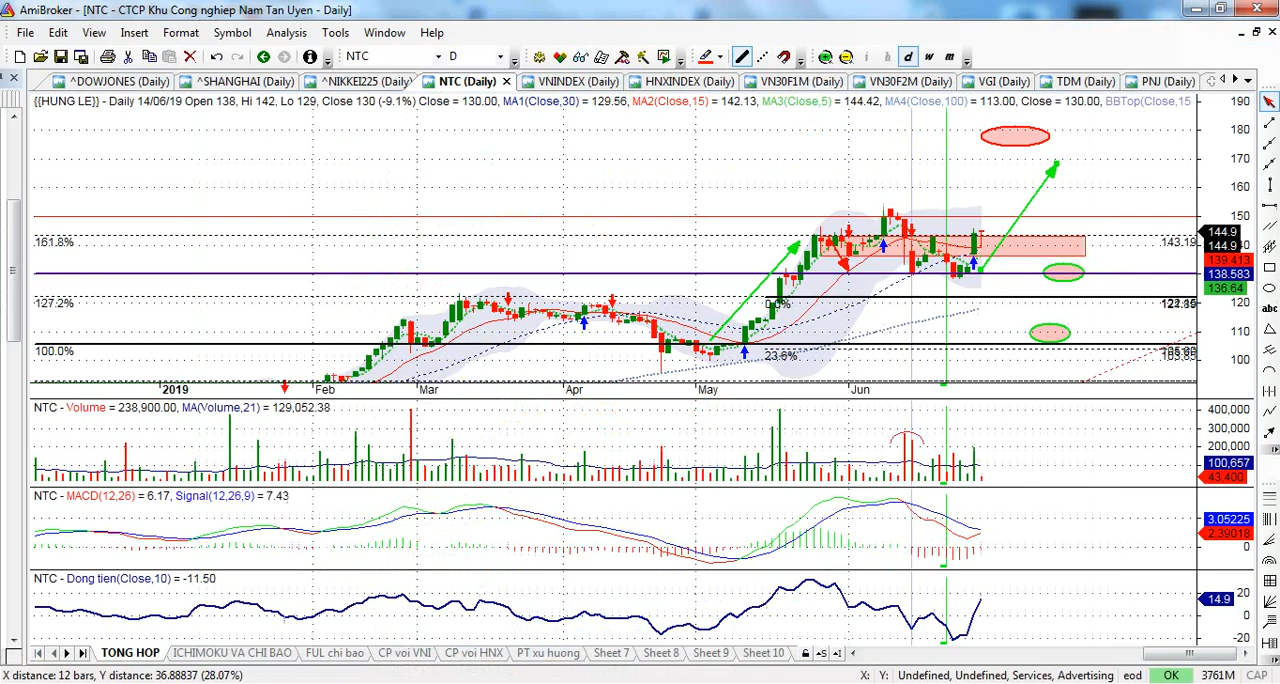 AmiBroker - [NTC - CTCP Khu Cong nghiep Nam Tan Uyen - Daily]
File Edit View Insert Format Symbol Analysis Tools Window Help
NTC D i h d w m
^DOWJONES (Daily) ^SHANGHAI (Daily) ^NIKKEI225 (Daily) NTC (Daily) VNINDEX (Daily) HNXINDEX (Daily) VN30F1M (Daily) VN30F2M (Daily) VGI (Daily) TDM (Daily) PNJ (Daily)
{{HUNG LE}} - Daily 14/06/19 Open 138, Hi 142, Lo 129, Close 130 (-9.1%) Close = 130.00, MA1(Close,30) = 129.56, MA2(Close,15) = 142.13, MA3(Close,5) = 144.42, MA4(Close,100) = 113.00, Close = 130.00, BBTop(Close,15
190
180
170
160
150
144.9
161.8% 143.19
144.9
139.413
138.583
136.64
127.2% 0.0% 120
110
100.0% 23.6% 100
2019 Feb Mar Apr May Jun
NTC - Volume = 238,900.00, MA(Volume,21) = 129,052.38
400,000
300,000
200,000
100,657
43,400
NTC - MACD(12,26) = 6.17, Signal(12,26,9) = 7.43
3.05225
2.39018
0
NTC - Dong tien(Close,10) = -11.50
20
14.9
0
-20
TONG HOP ICHIMOKU VA CHI BAO FUL chi bao CP voi VNI CP voi HNX PT xu huong Sheet 7 Sheet 8 Sheet 9 Sheet 10
X distance: 12 bars, Y distance: 36.88837 (28.07%) X: Y: Undefined, Undefined, Services, Advertising eod OK 3761M CAP
abc